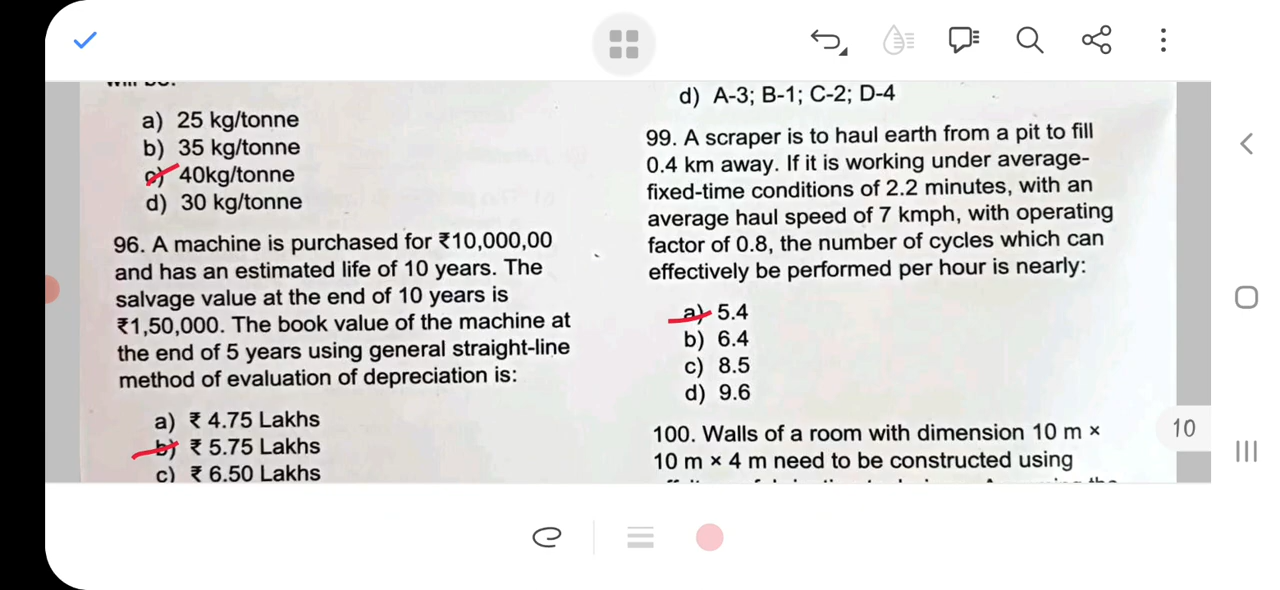 a) 25 kg/tonne
b) 35 kg/tonne
c) 40kg/tonne
d) 30 kg/tonne
96. A machine is purchased for ₹10,000,00
and has an estimated life of 10 years. The
salvage value at the end of 10 years is
₹1,50,000. The book value of the machine at
the end of 5 years using general straight-line
method of evaluation of depreciation is:
a) ₹ 4.75 Lakhs
b) ₹ 5.75 Lakhs
c) ₹ 6.50 Lakhs
d) A-3; B-1; C-2; D-4
99. A scraper is to haul earth from a pit to fill
0.4 km away. If it is working under average-
fixed-time conditions of 2.2 minutes, with an
average haul speed of 7 kmph, with operating
factor of 0.8, the number of cycles which can
effectively be performed per hour is nearly:
a) 5.4
b) 6.4
c) 8.5
d) 9.6
100. Walls of a room with dimension 10 m ×
10 m × 4 m need to be constructed using
10